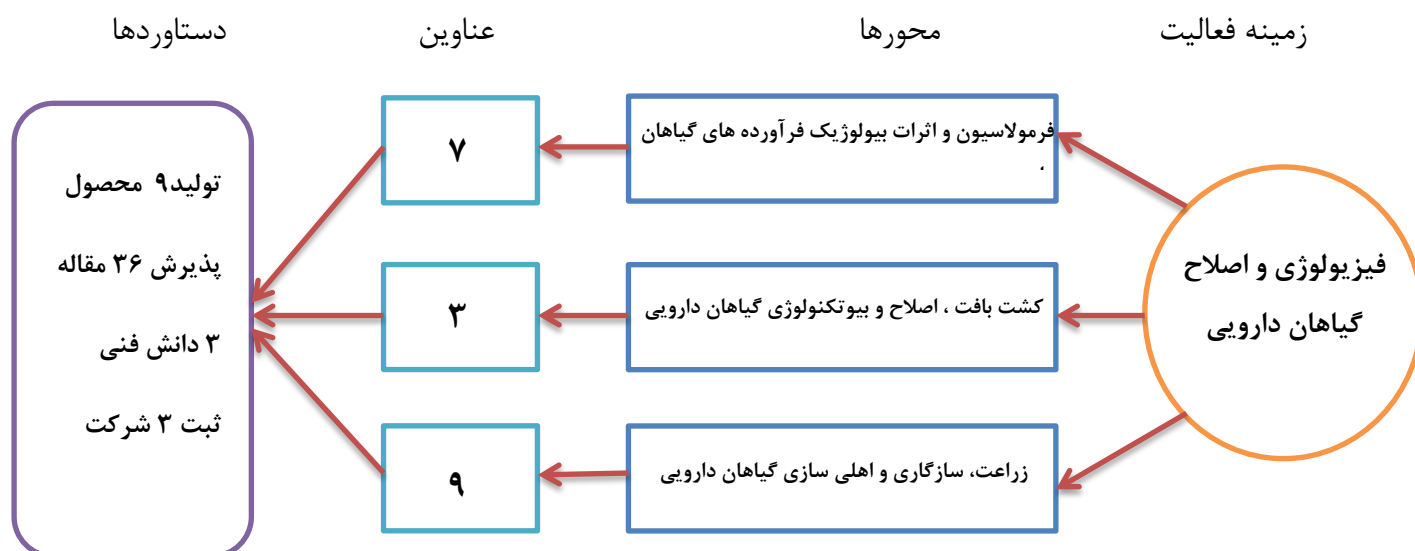 زمینه فعالیت
محورها
عناوین
دستاوردها
فیزیولوژی و اصلاح
گیاهان دارویی
فرمولاسیون و اثرات بیولوژیک فرآورده های گیاهان
کشت بافت ، اصلاح و بیوتکنولوژی گیاهان دارویی
زراعت، سازگاری و اهلی سازی گیاهان دارویی
۷
۳
۹
تولید۹ محصول
پذیرش ۳۶ مقاله
۳ دانش فنی
ثبت ۳ شرکت